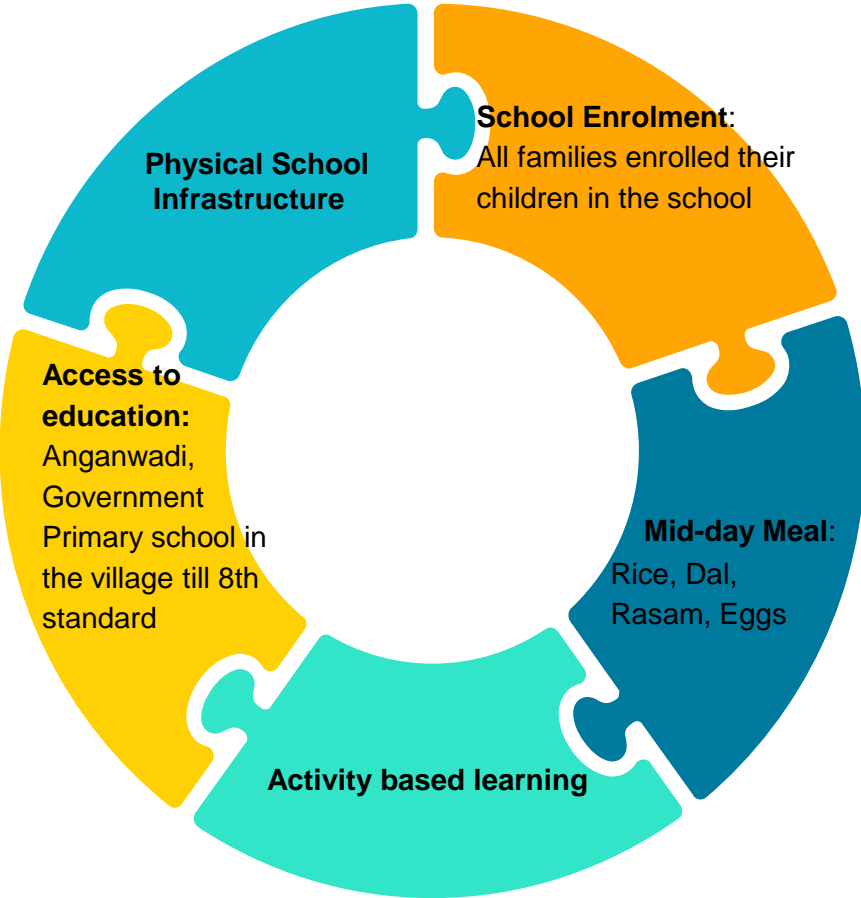 Physical School
Infrastructure
School Enrolment:
All families enrolled their
children in the school
Access to
education:
Anganwadi,
Government
Primary school in
the village till 8th
standard
Mid-day Meal:
Rice, Dal,
Rasam, Eggs
Activity based learning